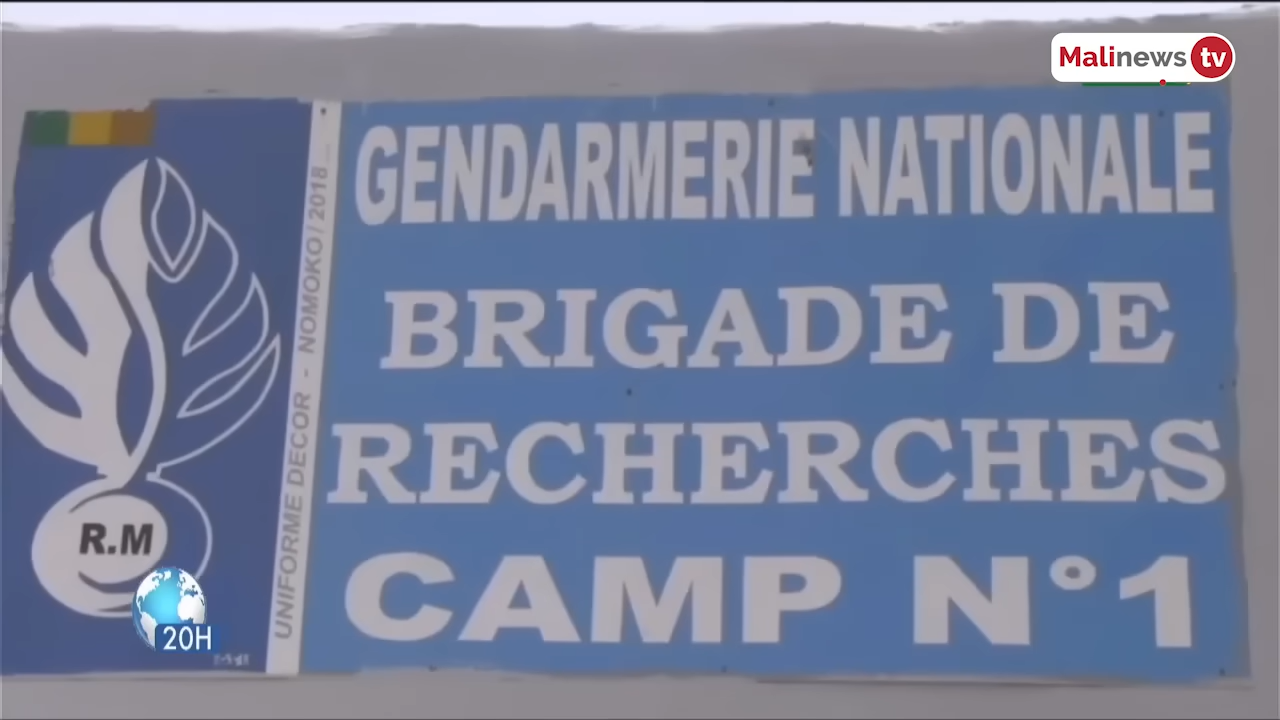 Malinews tv
GENDARMERIE NATIONALE
BRIGADE DE
RECHERCHES
CAMP N°1
UNIFORME DECOR - NOMOKO / 2018
R.M
20H